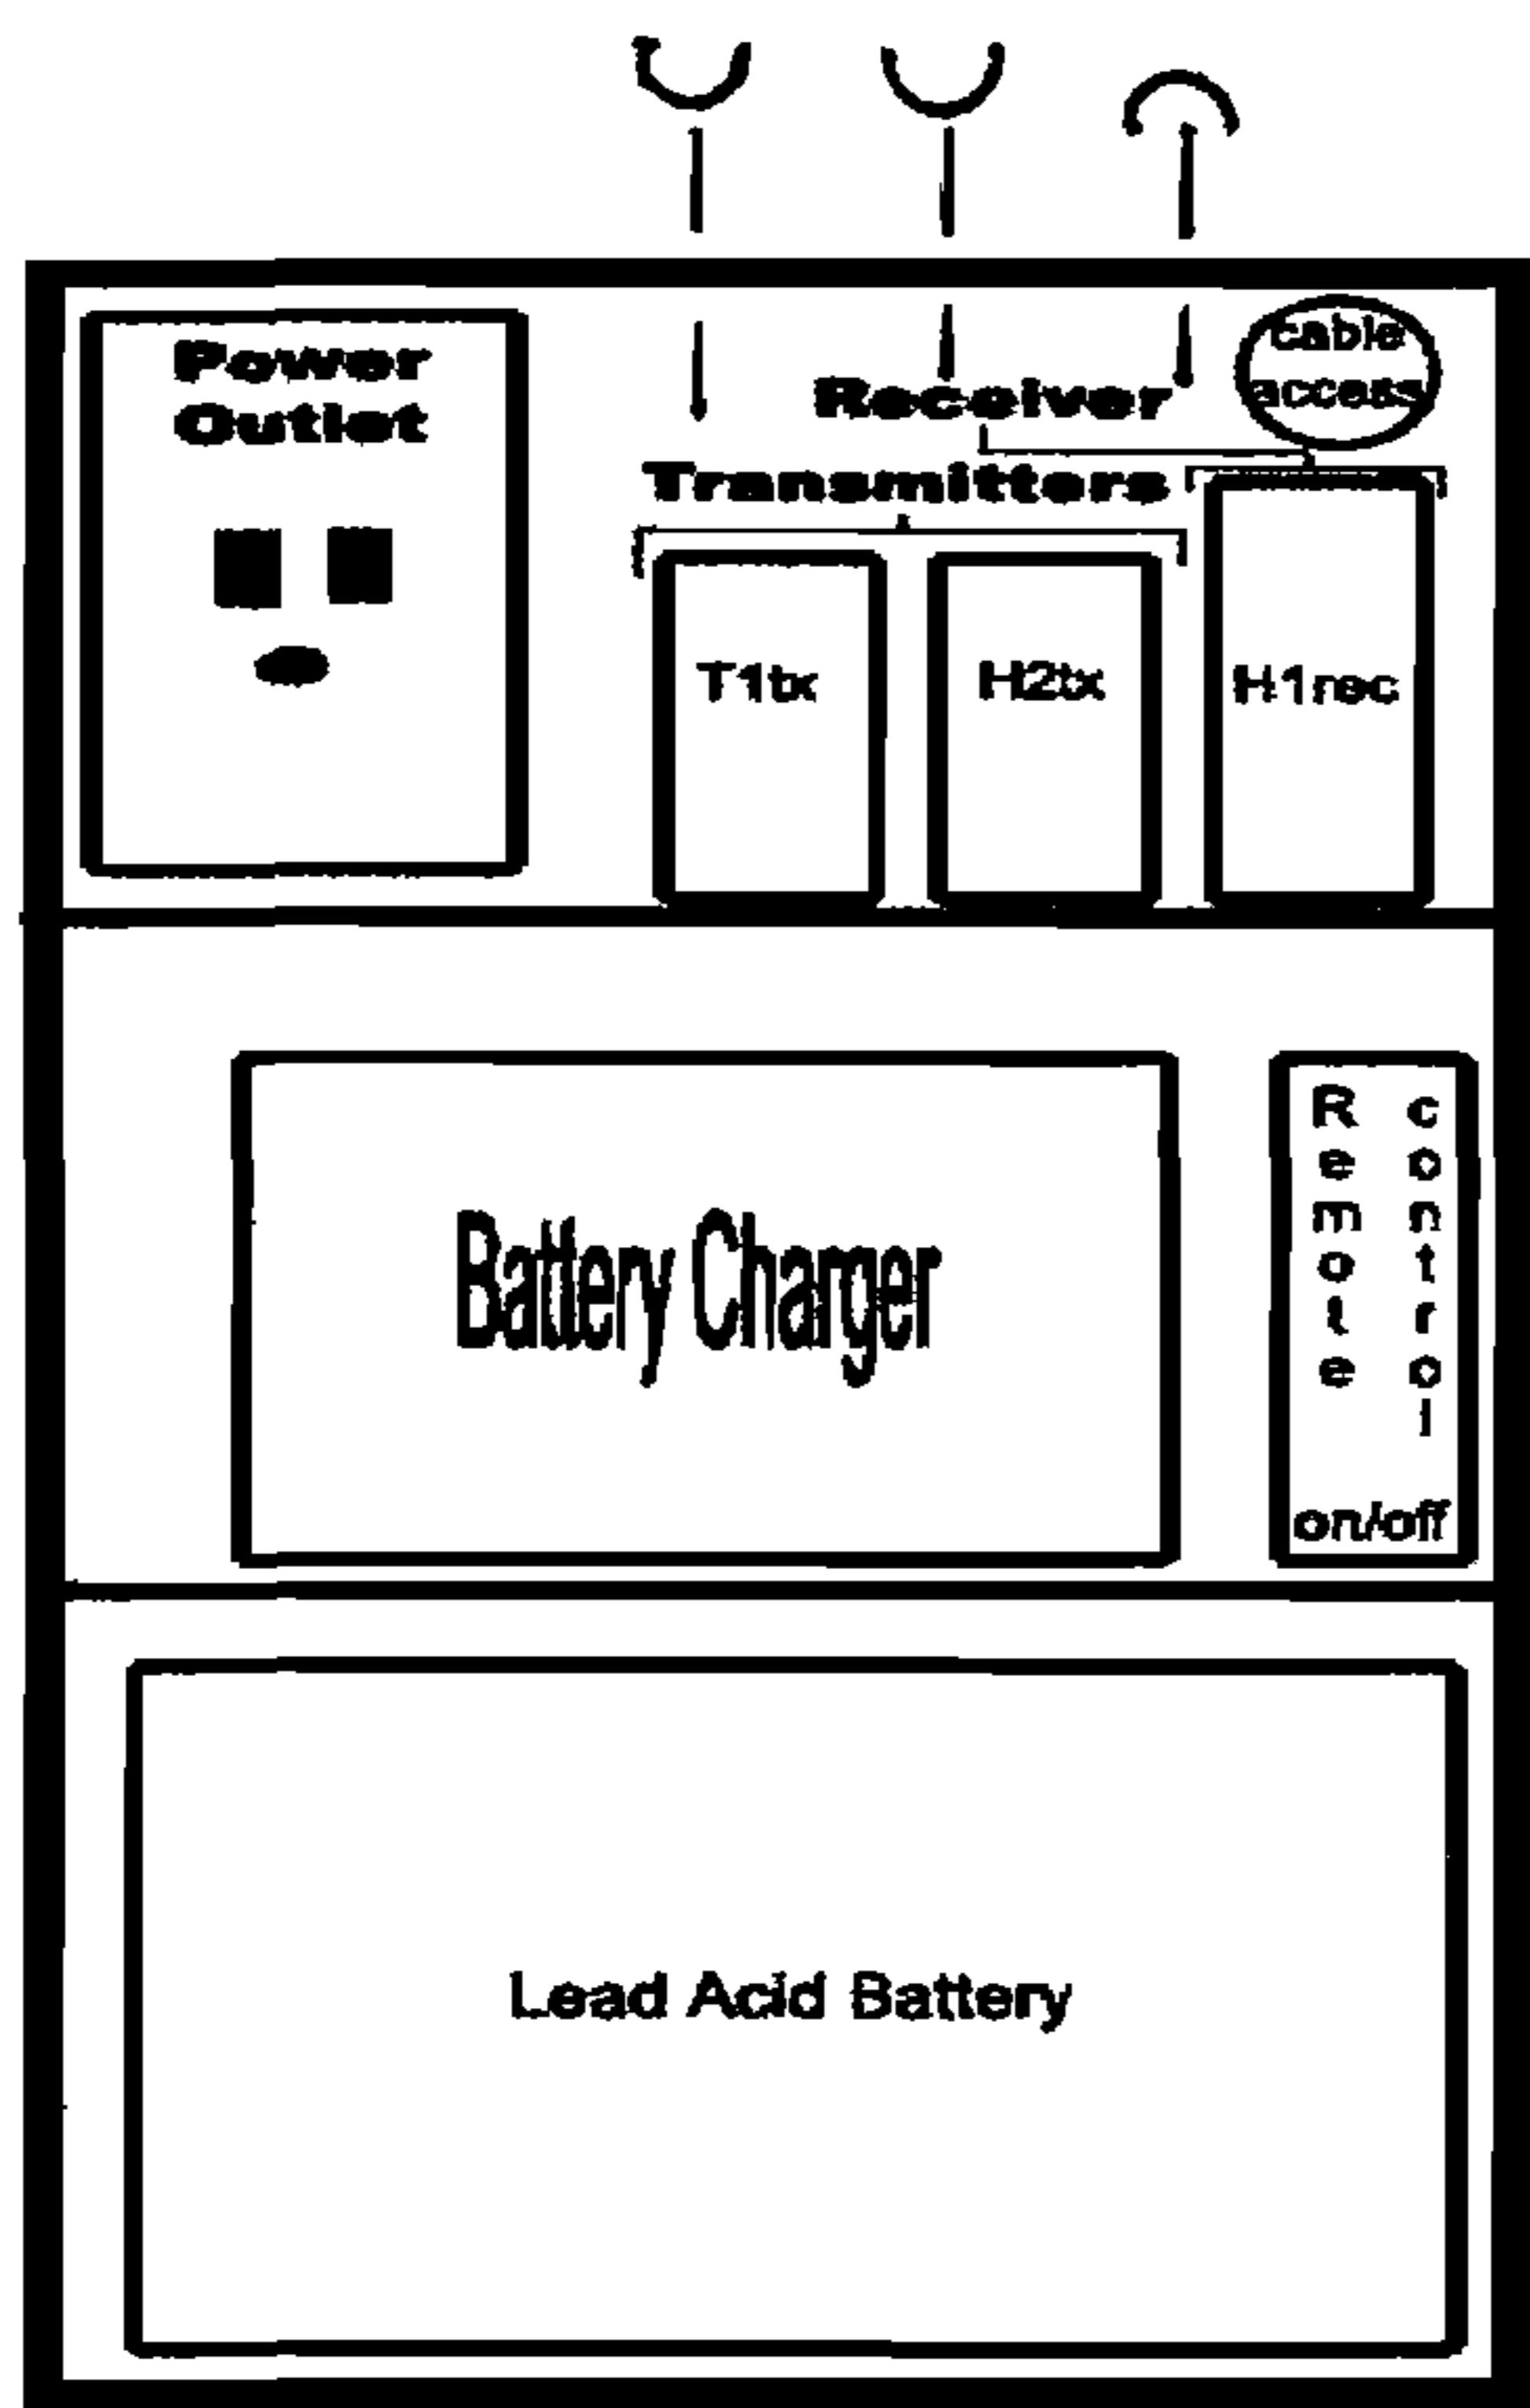 Power
Outlet
cable
access
Receiver
Transmitters
T1tx
H2tx
H1rec
Battery Charger
Remote
control
on/off
Lead Acid Battery